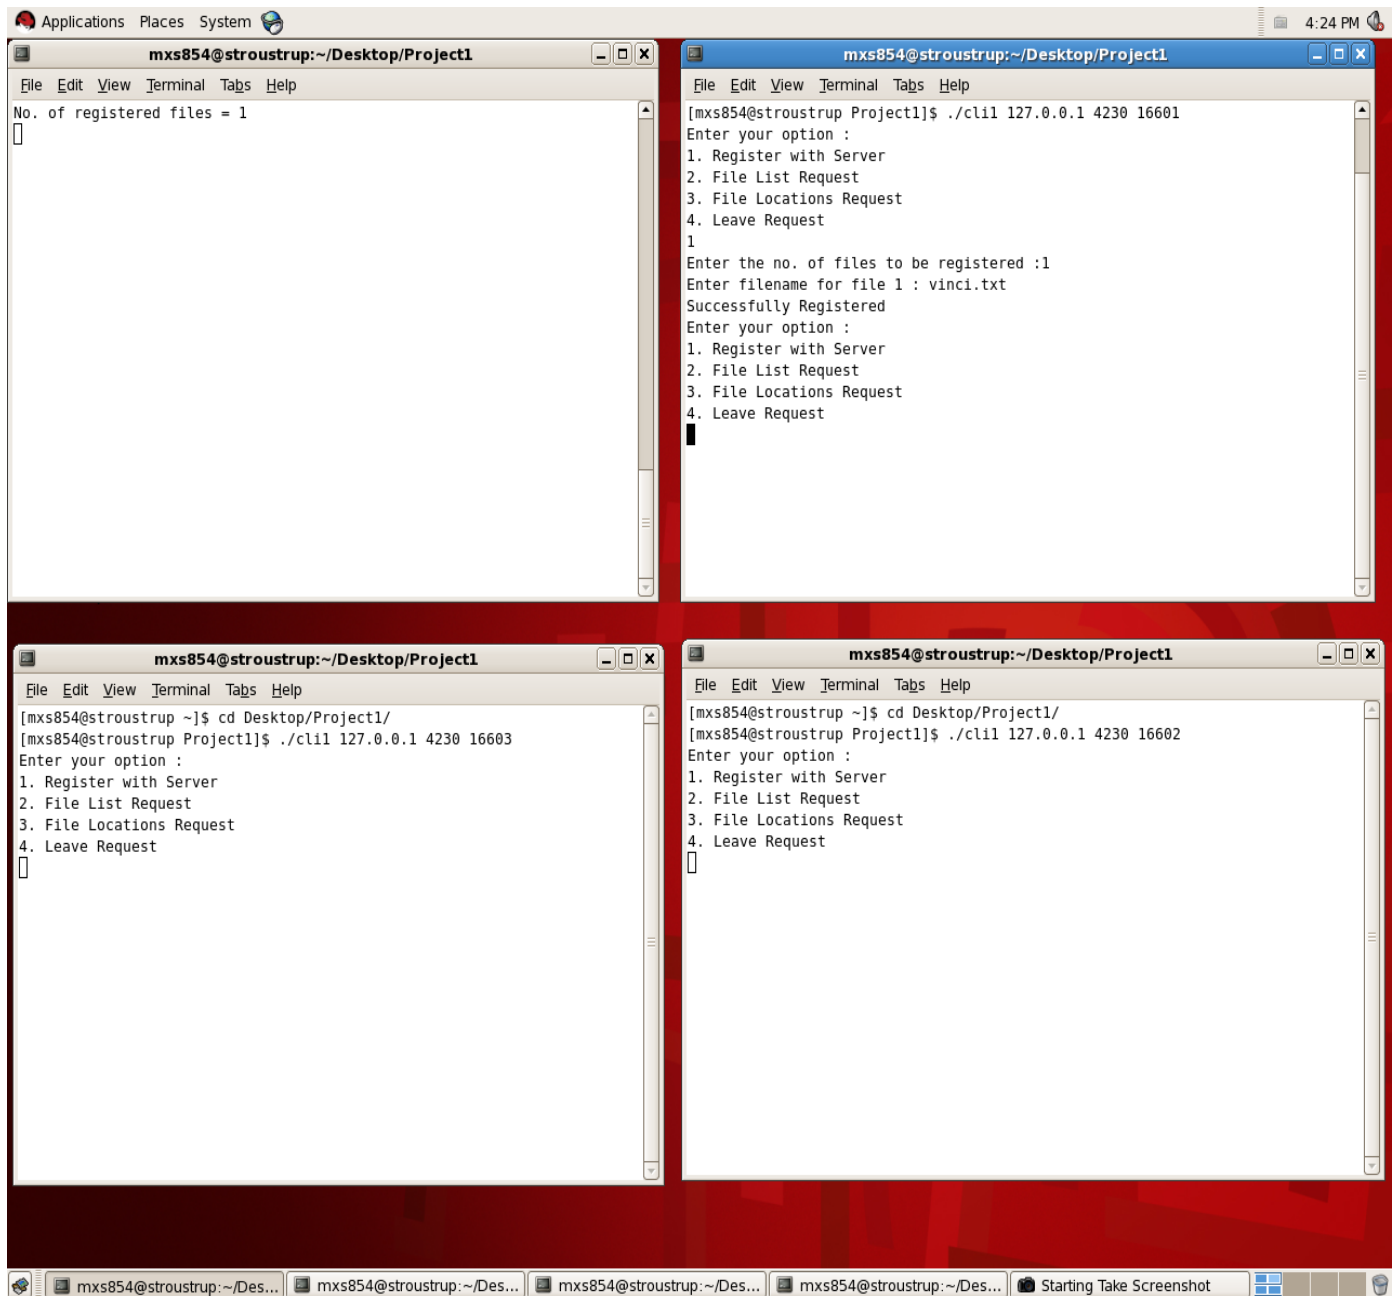 Applications Places System
4:24 PM
mxs854@stroustrup:~/Desktop/Project1
File Edit View Terminal Tabs Help
No. of registered files = 1
mxs854@stroustrup:~/Desktop/Project1
File Edit View Terminal Tabs Help
[mxs854@stroustrup Project1]$ ./cli1 127.0.0.1 4230 16601
Enter your option :
1. Register with Server
2. File List Request
3. File Locations Request
4. Leave Request
1
Enter the no. of files to be registered :1
Enter filename for file 1 : vinci.txt
Successfully Registered
Enter your option :
1. Register with Server
2. File List Request
3. File Locations Request
4. Leave Request
mxs854@stroustrup:~/Desktop/Project1
File Edit View Terminal Tabs Help
[mxs854@stroustrup ~]$ cd Desktop/Project1/
[mxs854@stroustrup Project1]$ ./cli1 127.0.0.1 4230 16603
Enter your option :
1. Register with Server
2. File List Request
3. File Locations Request
4. Leave Request
mxs854@stroustrup:~/Desktop/Project1
File Edit View Terminal Tabs Help
[mxs854@stroustrup ~]$ cd Desktop/Project1/
[mxs854@stroustrup Project1]$ ./cli1 127.0.0.1 4230 16602
Enter your option :
1. Register with Server
2. File List Request
3. File Locations Request
4. Leave Request
mxs854@stroustrup:~/Des...
mxs854@stroustrup:~/Des...
mxs854@stroustrup:~/Des...
mxs854@stroustrup:~/Des...
Starting Take Screenshot